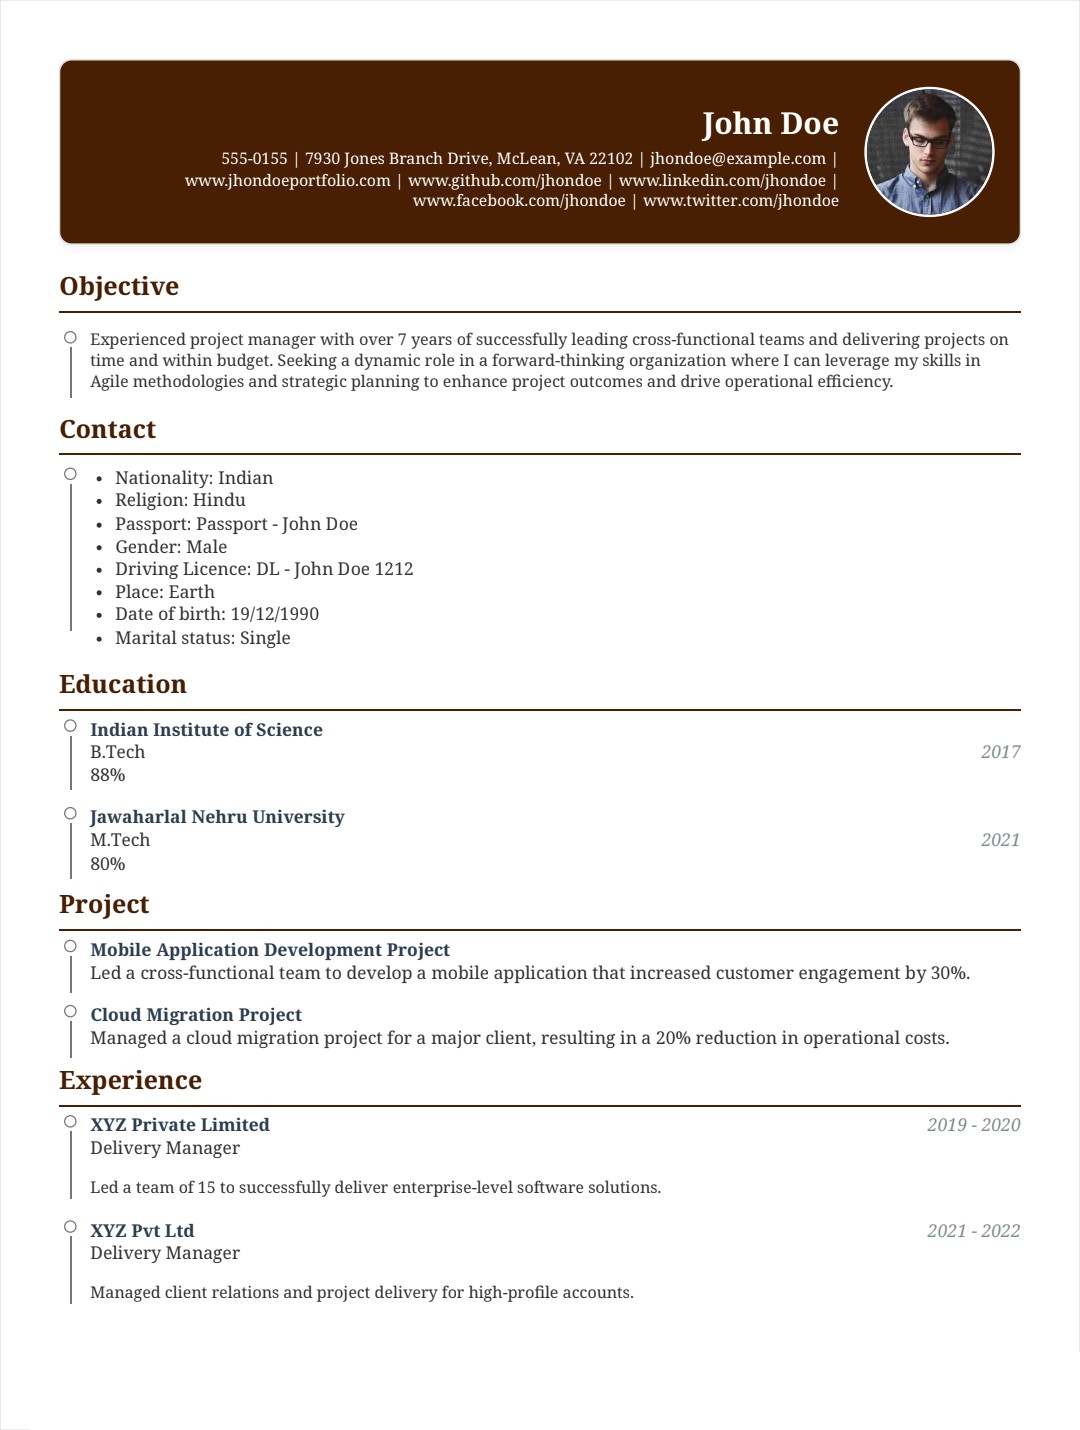 John Doe
555-0155 | 7930 Jones Branch Drive, McLean, VA 22102 | jhondoe@example.com |
www.jhondoeportfolio.com | www.github.com/jhondoe | www.linkedin.com/jhondoe |
www.facebook.com/jhondoe | www.twitter.com/jhondoe
Objective
Experienced project manager with over 7 years of successfully leading cross-functional teams and delivering projects on
time and within budget. Seeking a dynamic role in a forward-thinking organization where I can leverage my skills in
Agile methodologies and strategic planning to enhance project outcomes and drive operational efficiency.
Contact
• Nationality: Indian
• Religion: Hindu
• Passport: Passport - John Doe
• Gender: Male
• Driving Licence: DL - John Doe 1212
• Place: Earth
• Date of birth: 19/12/1990
• Marital status: Single
Education
Indian Institute of Science
B.Tech 2017
88%
Jawaharlal Nehru University
M.Tech 2021
80%
Project
Mobile Application Development Project
Led a cross-functional team to develop a mobile application that increased customer engagement by 30%.
Cloud Migration Project
Managed a cloud migration project for a major client, resulting in a 20% reduction in operational costs.
Experience
XYZ Private Limited 2019 - 2020
Delivery Manager
Led a team of 15 to successfully deliver enterprise-level software solutions.
XYZ Pvt Ltd 2021 - 2022
Delivery Manager
Managed client relations and project delivery for high-profile accounts.